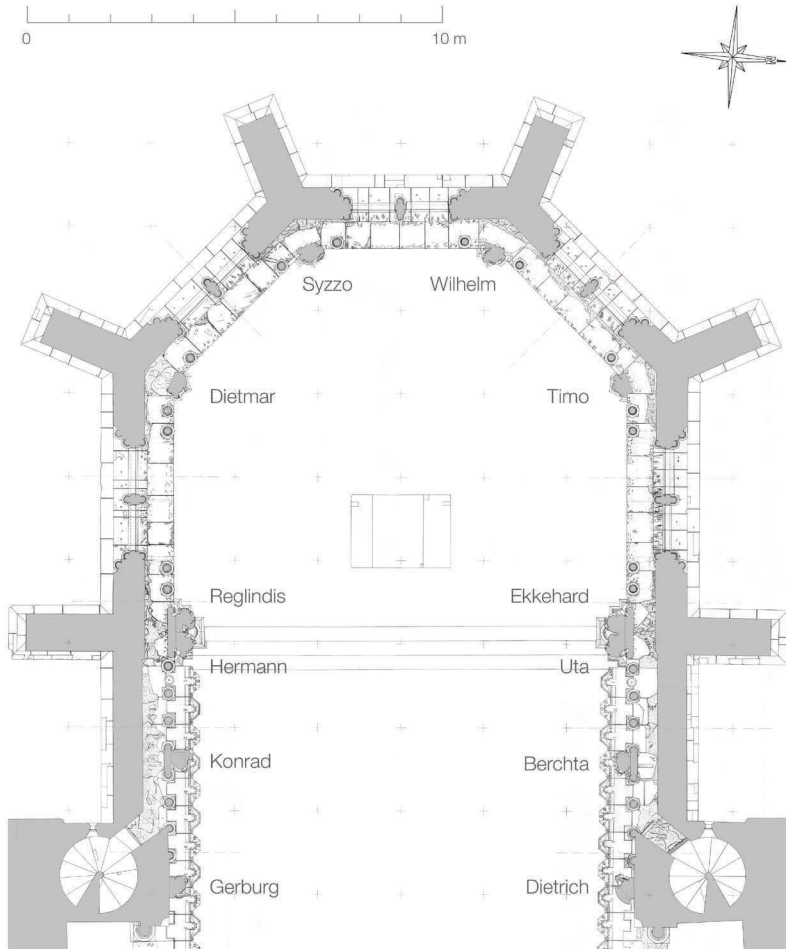 0 10 m
N
Syzzo Wilhelm
Dietmar Timo
Reglindis Ekkehard
Hermann Uta
Konrad Berchta
Gerburg Dietrich